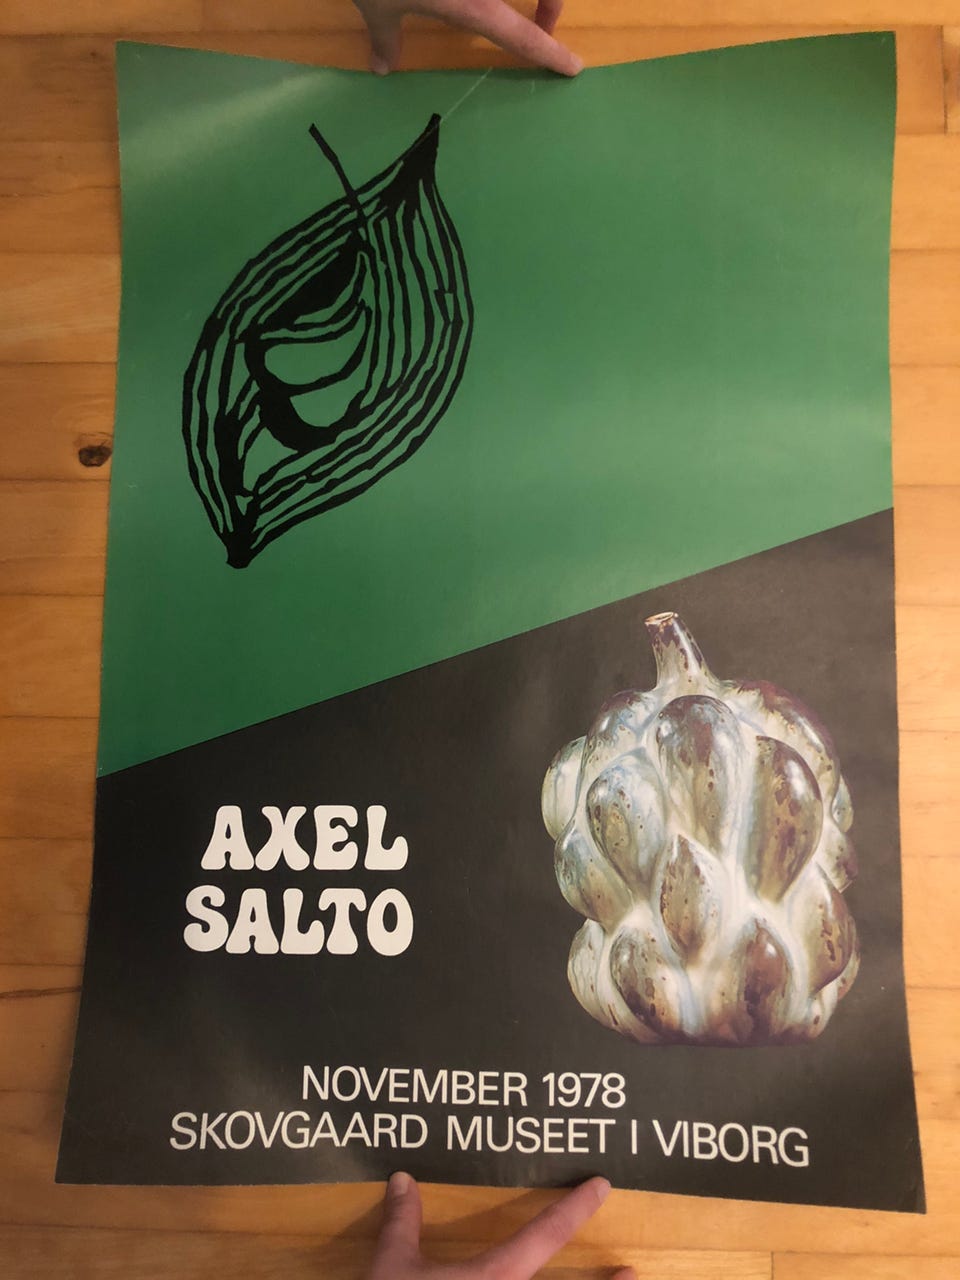 AXEL
SALTO
NOVEMBER 1978
SKOVGAARD MUSEET I VIBORG